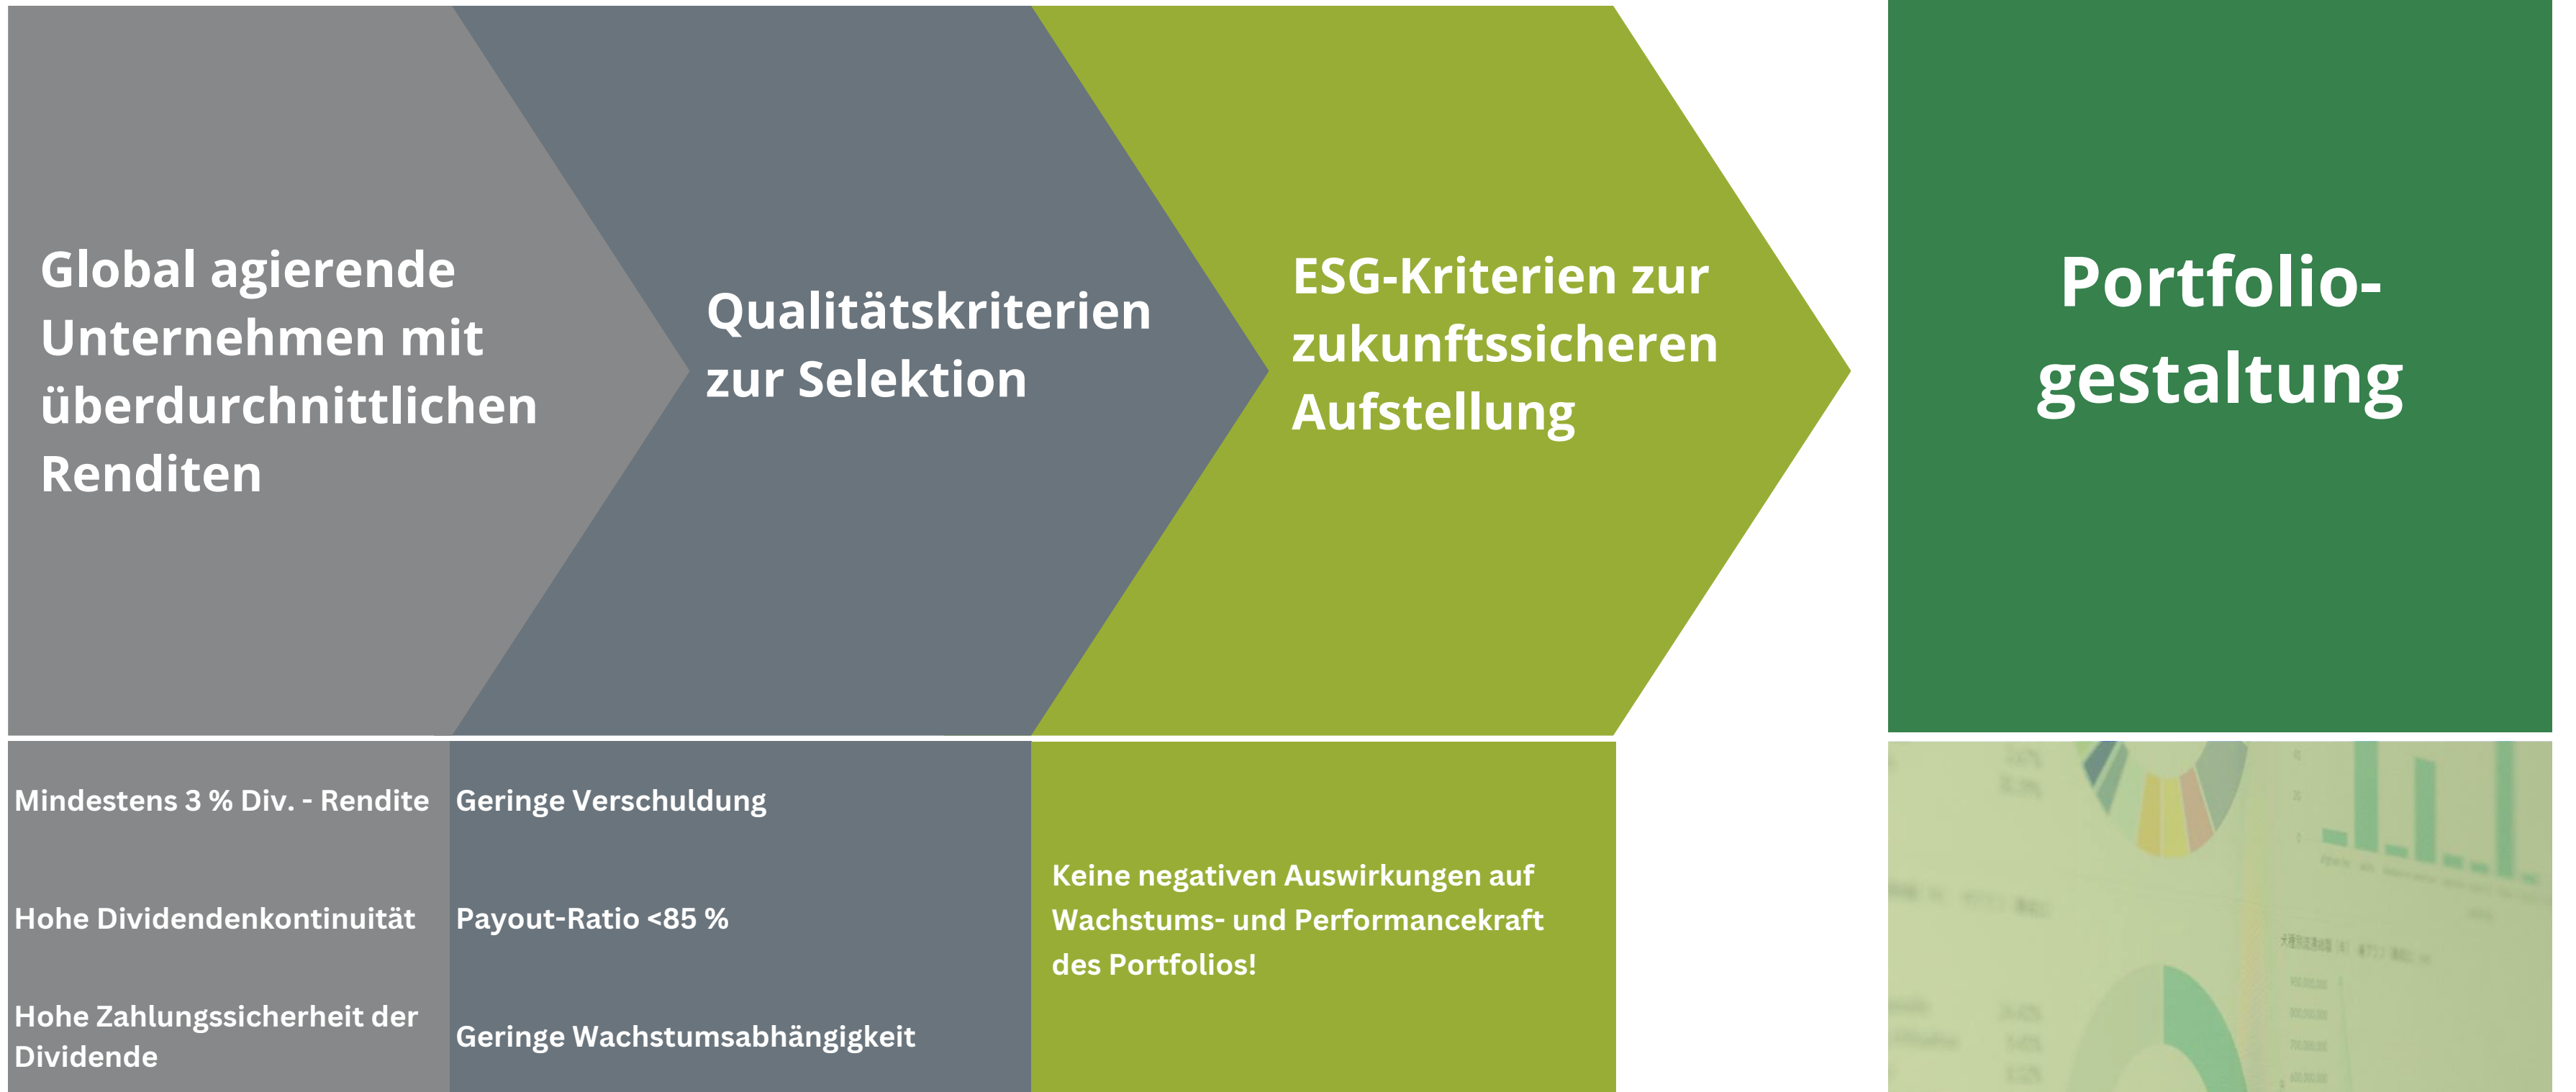 Global agierende
Unternehmen mit
überdurchnittlichen
Renditen
Qualitätskriterien
zur Selektion
ESG-Kriterien zur
zukunftssicheren
Aufstellung
Portfolio-
gestaltung
Mindestens 3 % Div. - Rendite
Hohe Dividendenkontinuität
Hohe Zahlungssicherheit der
Dividende
Geringe Verschuldung
Payout-Ratio <85 %
Geringe Wachstumsabhängigkeit
Keine negativen Auswirkungen auf
Wachstums- und Performancekraft
des Portfolios!